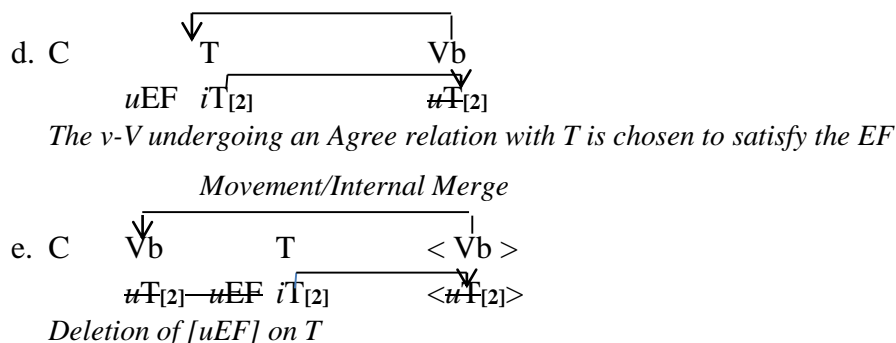 d. C T Vb
uEF iT[2] uT[2]
The v-V undergoing an Agree relation with T is chosen to satisfy the EF
Movement/Internal Merge
e. C Vb T < Vb >
uT[2] uEF iT[2] <uT[2]>
Deletion of [uEF] on T